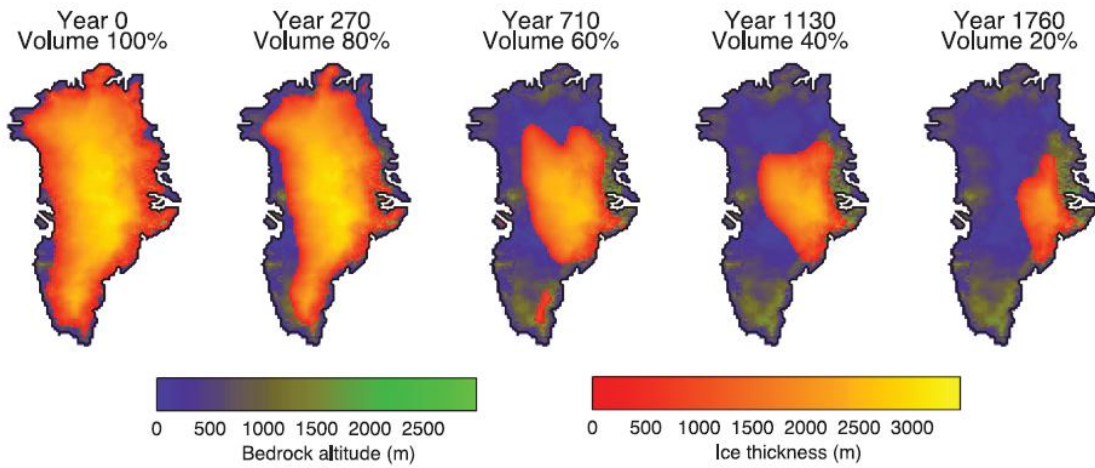 Year 0
Volume 100%
Year 270
Volume 80%
Year 710
Volume 60%
Year 1130
Volume 40%
Year 1760
Volume 20%
0 500 1000 1500 2000 2500
Bedrock altitude (m)
0 500 1000 1500 2000 2500 3000
Ice thickness (m)